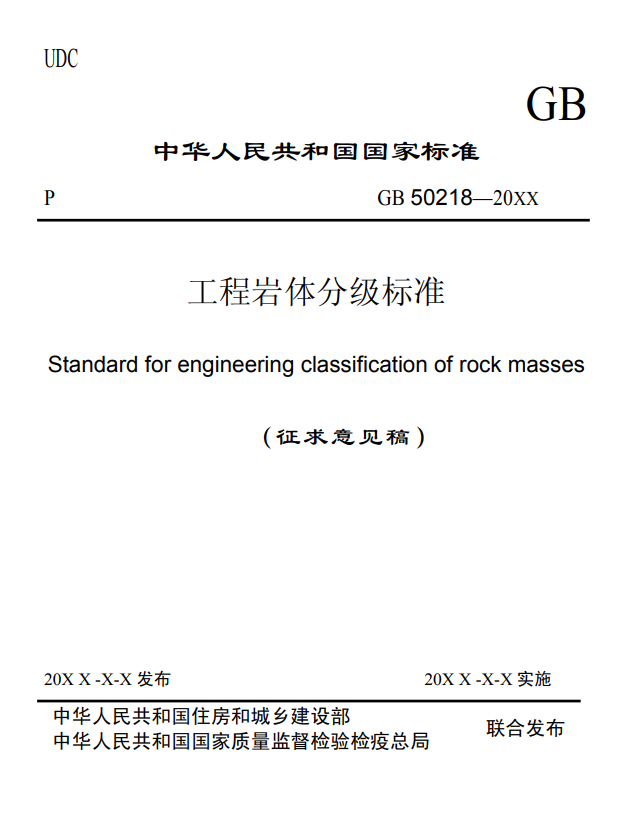 UDC
GB
中华人民共和国国家标准
P GB 50218—20XX
工程岩体分级标准
Standard for engineering classification of rock masses
(征求意见稿)
20X X -X-X 发布 20X X -X-X 实施
中华人民共和国住房和城乡建设部
联合发布
中华人民共和国国家质量监督检验检疫总局